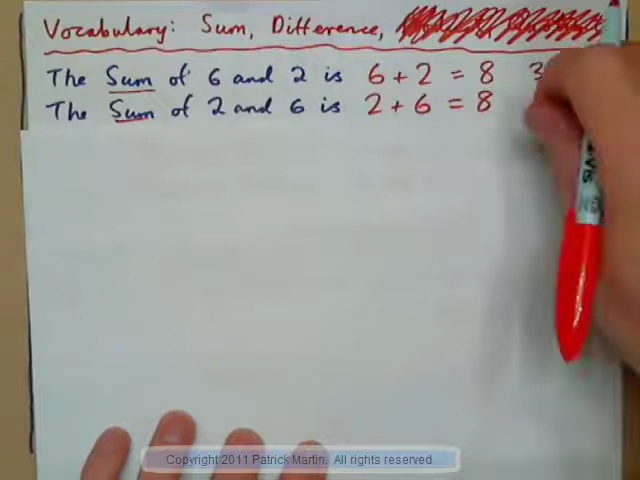 Vocabulary: Sum, Difference,
The Sum of 6 and 2 is 6 + 2 = 8 3
The Sum of 2 and 6 is 2 + 6 = 8
Copyright 2011 Patrick Martin. All rights reserved